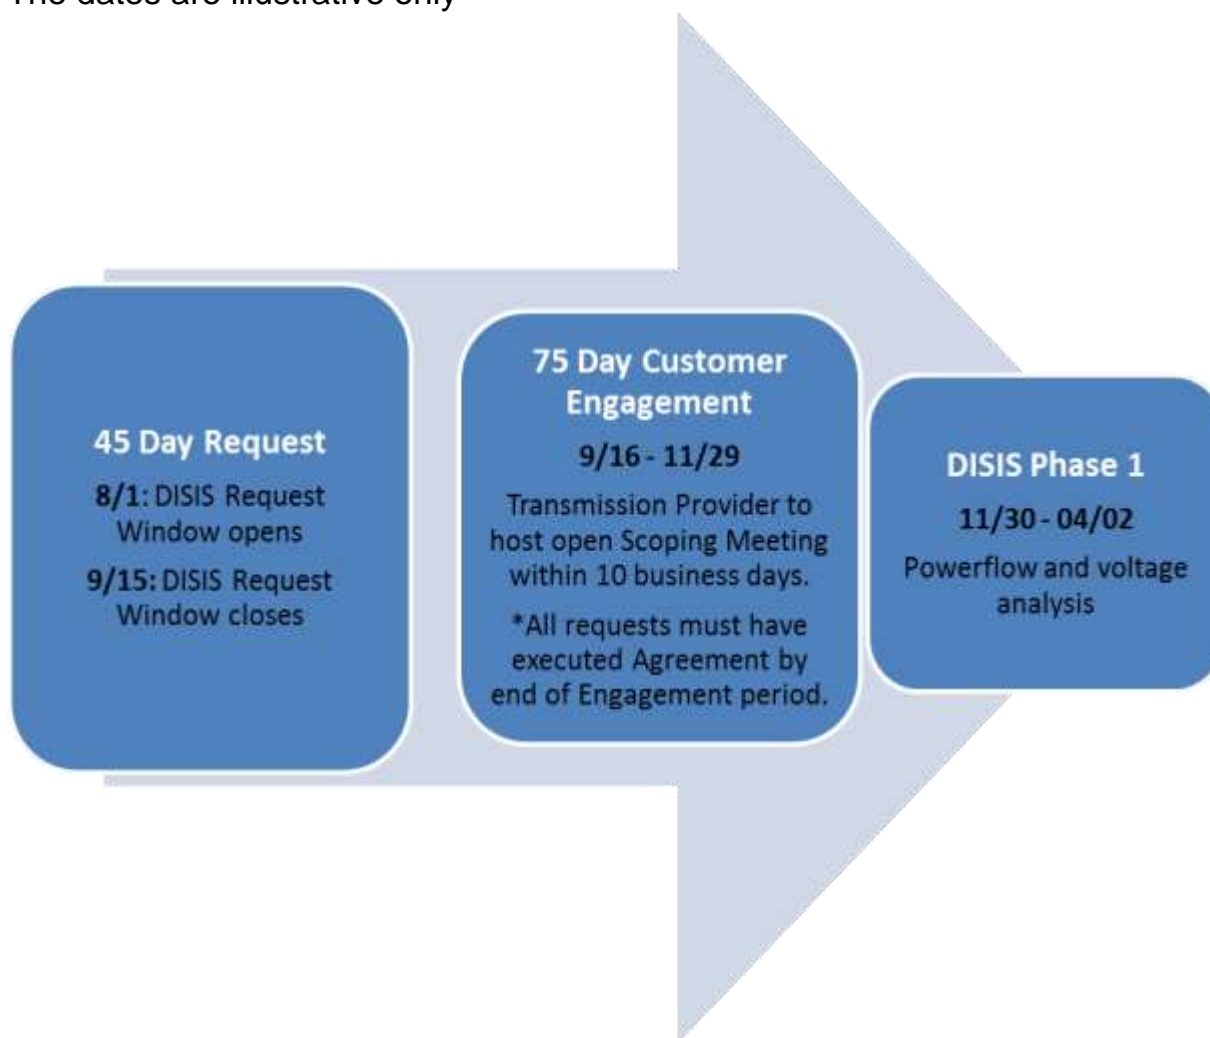 The dates are illustrative only
45 Day Request
8/1: DISIS Request
Window opens
9/15: DISIS Request
Window closes
75 Day Customer
Engagement
9/16 - 11/29
Transmission Provider to
host open Scoping Meeting
within 10 business days.
*All requests must have
executed Agreement by
end of Engagement period.
DISIS Phase 1
11/30 - 04/02
Powerflow and voltage
analysis